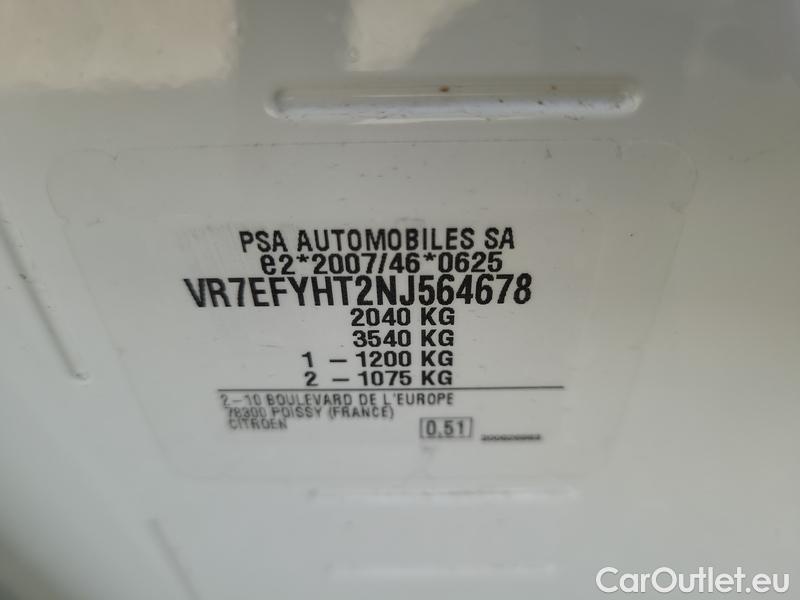 PSA AUTOMOBILES SA
e2*2007/46*0625
VR7EFYHT2NJ564678
2040 KG
3540 KG
1 - 1200 KG
2 - 1075 KG
2-10 BOULEVARD DE L'EUROPE
78300 POISSY (FRANCE)
CITROEN
0.51
CarOutlet.eu